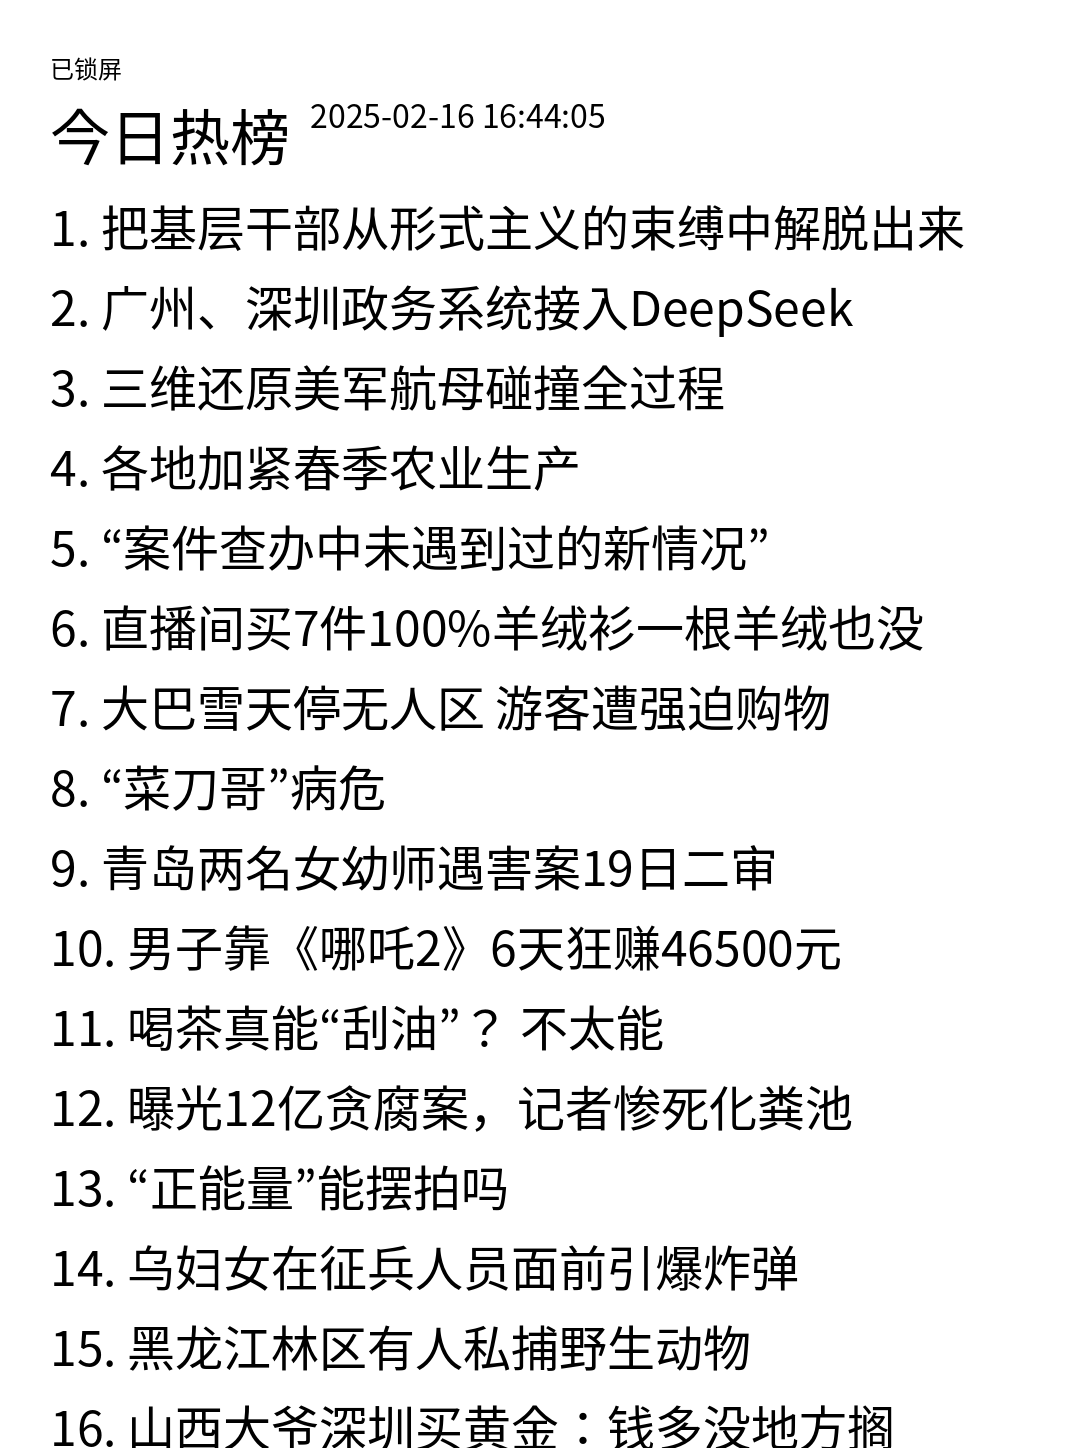 已锁屏
今日热榜 2025-02-16 16:44:05
1. 把基层干部从形式主义的束缚中解脱出来
2. 广州、深圳政务系统接入DeepSeek
3. 三维还原美军航母碰撞全过程
4. 各地加紧春季农业生产
5. “案件查办中未遇到过的新情况”
6. 直播间买7件100%羊绒衫一根羊绒也没
7. 大巴雪天停无人区 游客遭强迫购物
8. “菜刀哥”病危
9. 青岛两名女幼师遇害案19日二审
10. 男子靠《哪吒2》6天狂赚46500元
11. 喝茶真能“刮油”？ 不太能
12. 曝光12亿贪腐案，记者惨死化粪池
13. “正能量”能摆拍吗
14. 乌妇女在征兵人员面前引爆炸弹
15. 黑龙江林区有人私捕野生动物
16. 山西大爷深圳买黄金：钱多没地方搁